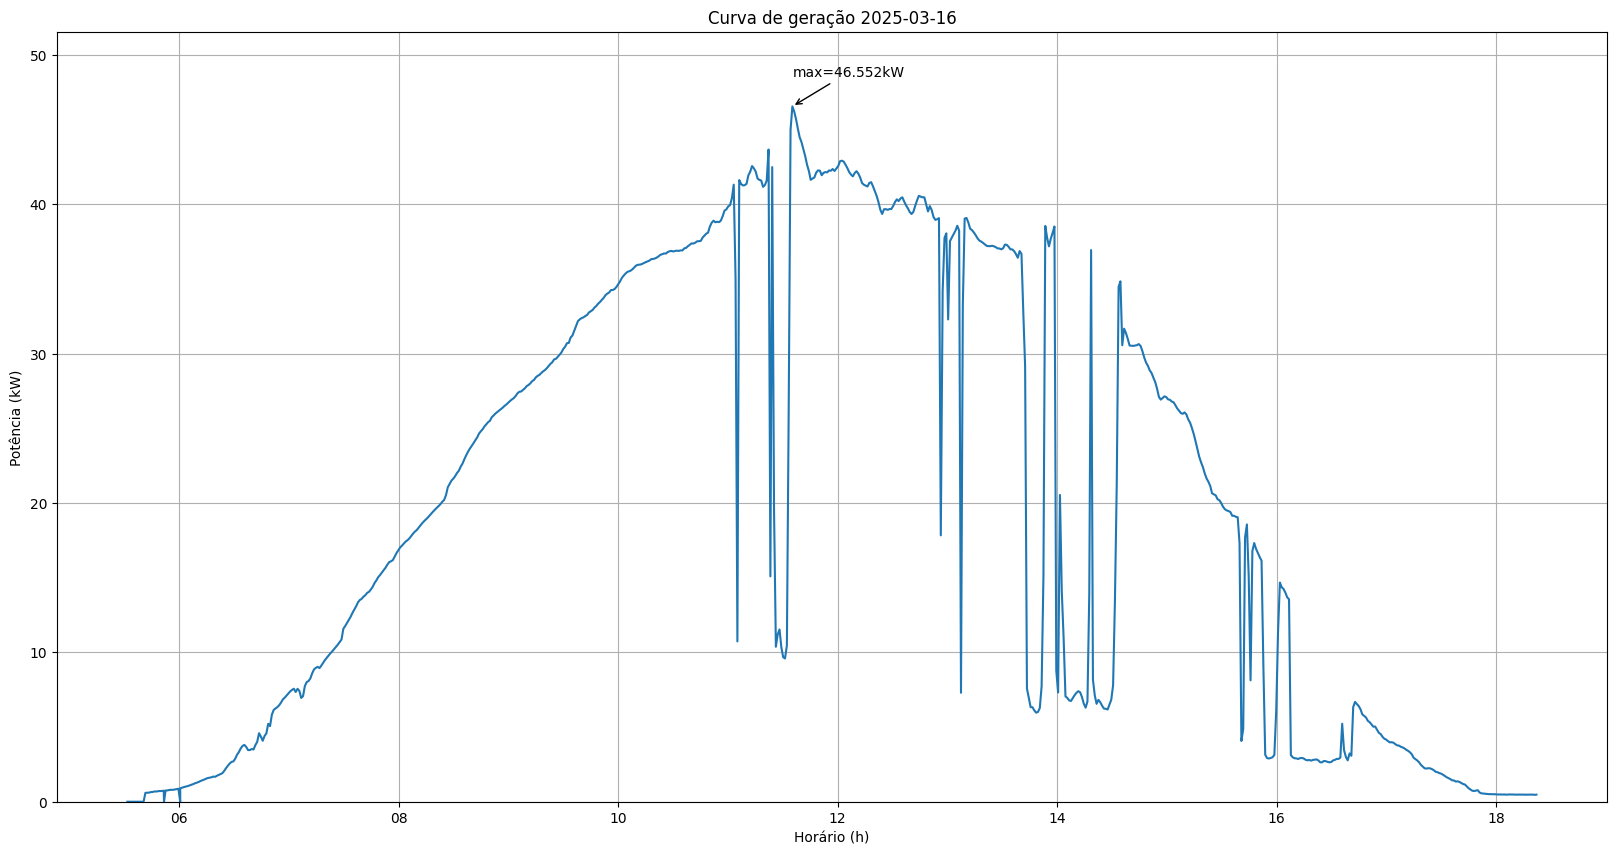 Curva de geração 2025-03-16
50
max=46.552kW
40
30
Potência (kW)
20
10
0
06 08 10 12 14 16 18
Horário (h)